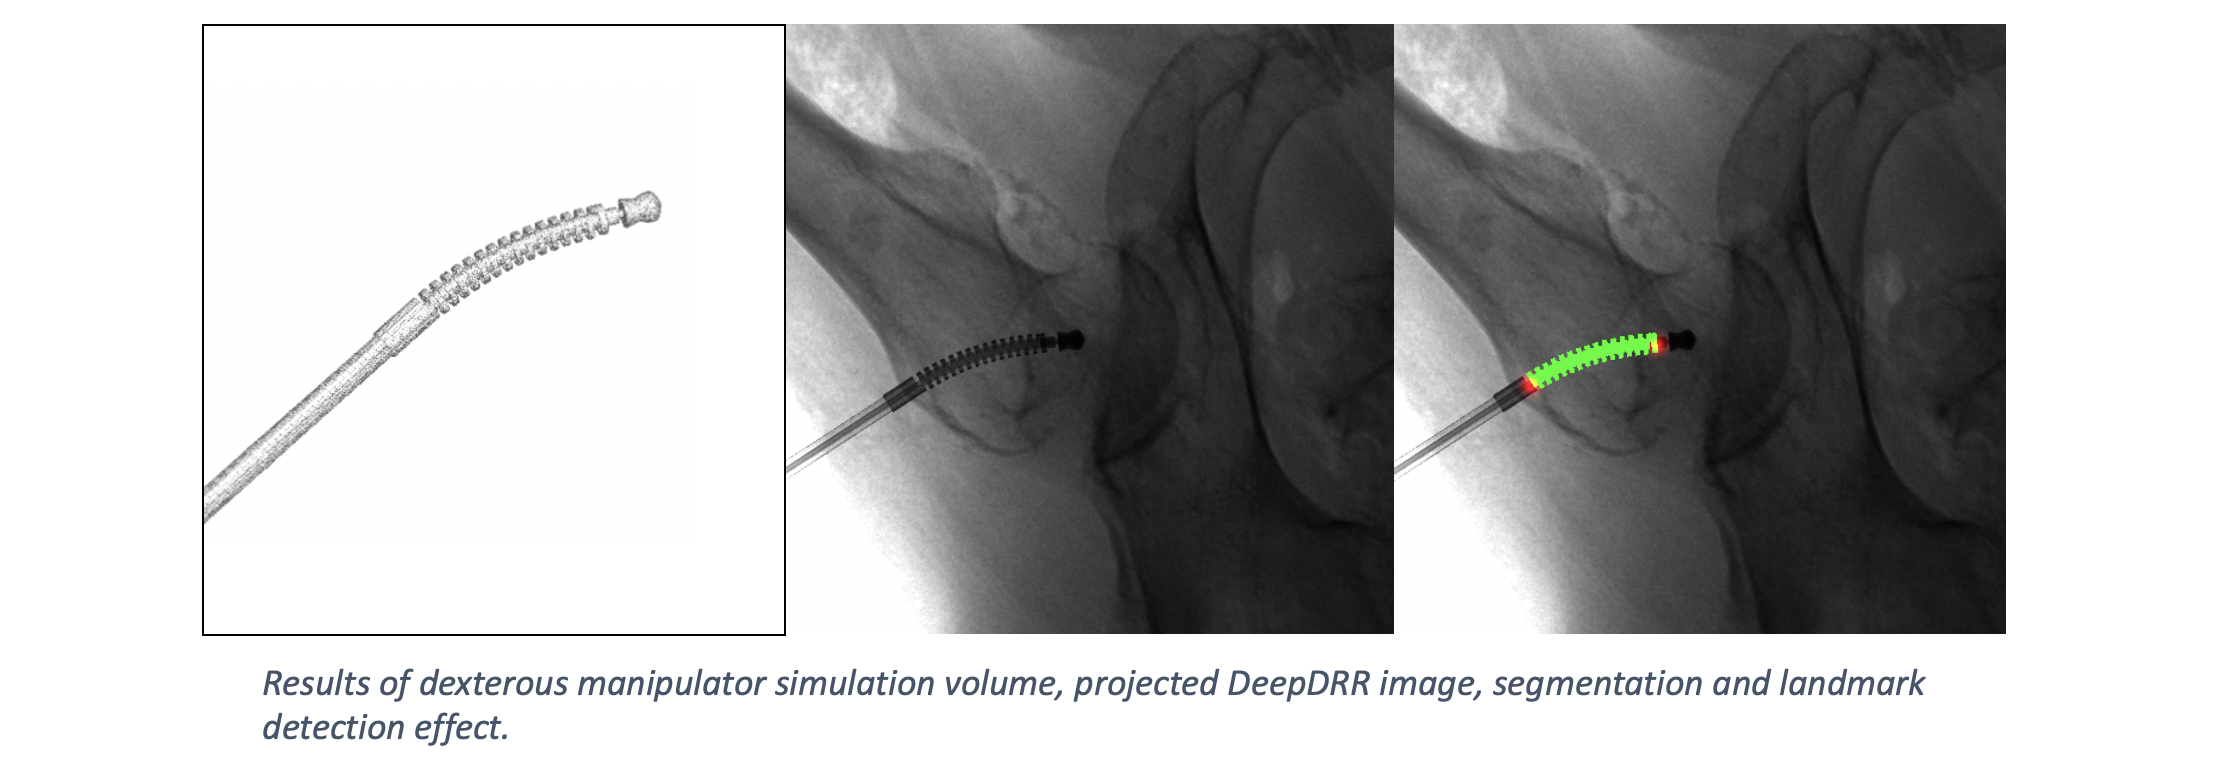 Results of dexterous manipulator simulation volume, projected DeepDRR image, segmentation and landmark
detection effect.